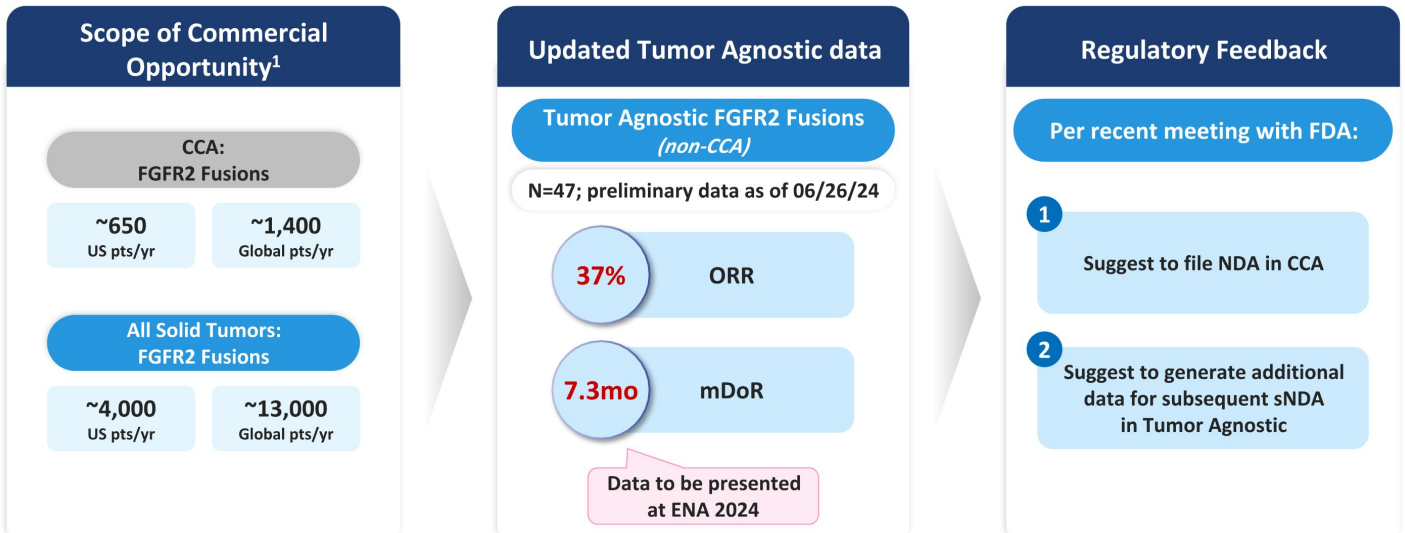 Scope of Commercial
Opportunity1
CCA:
FGFR2 Fusions
~650
US pts/yr
~1,400
Global pts/yr
All Solid Tumors:
FGFR2 Fusions
~4,000
US pts/yr
~13,000
Global pts/yr
Updated Tumor Agnostic data
Tumor Agnostic FGFR2 Fusions
(non-CCA)
N=47; preliminary data as of 06/26/24
37%
ORR
7.3mo
mDoR
Data to be presented
at ENA 2024
Regulatory Feedback
Per recent meeting with FDA:
1
Suggest to file NDA in CCA
2
Suggest to generate additional
data for subsequent sNDA
in Tumor Agnostic